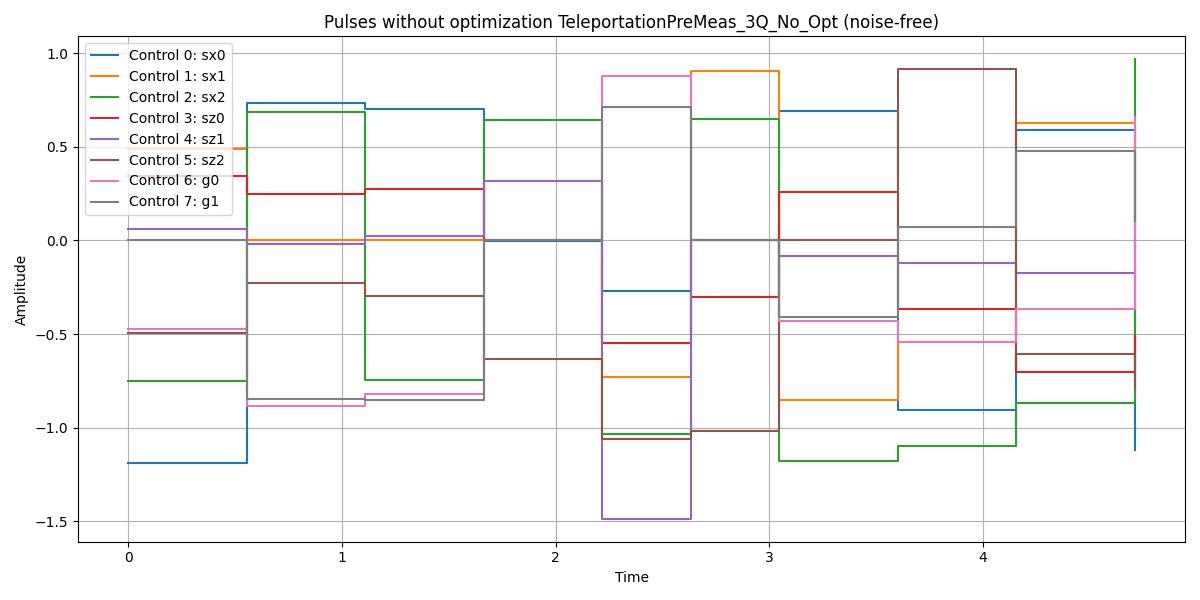 Pulses without optimization TeleportationPreMeas_3Q_No_Opt (noise-free)
Control 0: sx0
Control 1: sx1
Control 2: sx2
Control 3: sz0
Control 4: sz1
Control 5: sz2
Control 6: g0
Control 7: g1
Amplitude
1.0
0.5
0.0
−0.5
−1.0
−1.5
0
1
2
3
4
Time